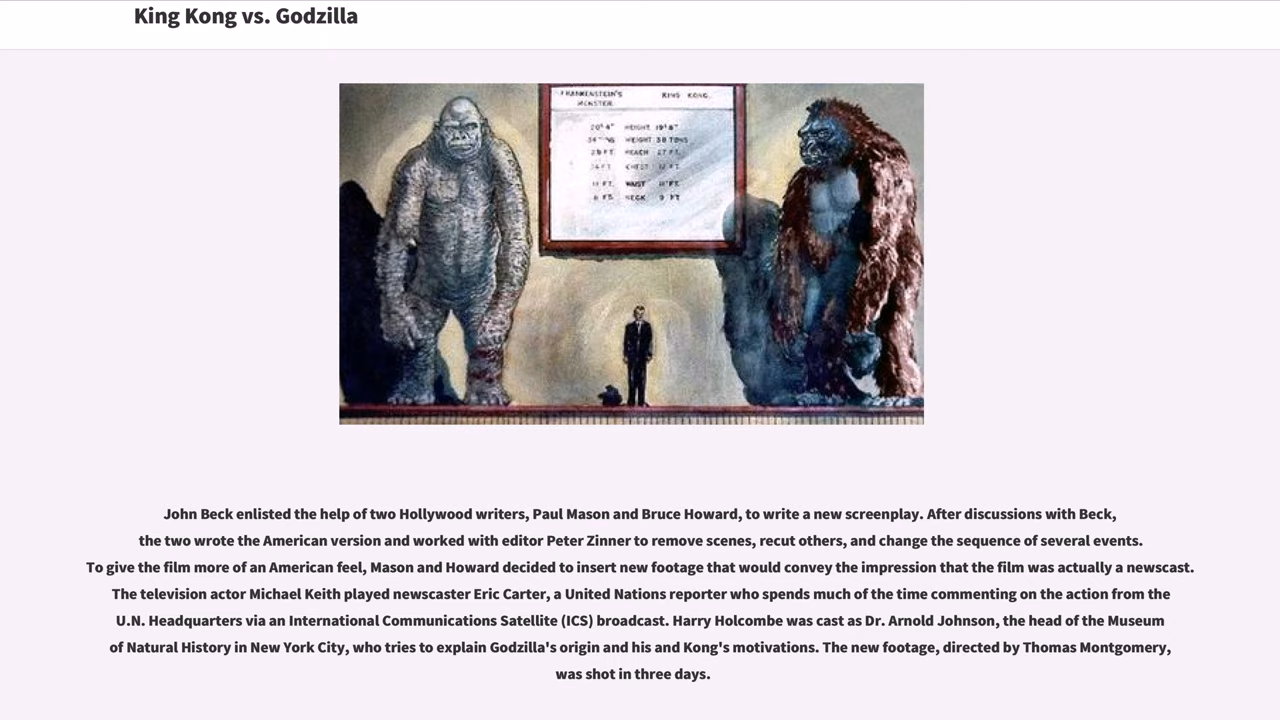 King Kong vs. Godzilla
FRANKENSTEIN'S MONSTER KING KONG.
HEIGHT
WEIGHT 38 TONS
REACH 27 FT.
CHEST
11 FT. WAIST
NECK 9 FT
John Beck enlisted the help of two Hollywood writers, Paul Mason and Bruce Howard, to write a new screenplay. After discussions with Beck,
the two wrote the American version and worked with editor Peter Zinner to remove scenes, recut others, and change the sequence of several events.
To give the film more of an American feel, Mason and Howard decided to insert new footage that would convey the impression that the film was actually a newscast.
The television actor Michael Keith played newscaster Eric Carter, a United Nations reporter who spends much of the time commenting on the action from the
U.N. Headquarters via an International Communications Satellite (ICS) broadcast. Harry Holcombe was cast as Dr. Arnold Johnson, the head of the Museum
of Natural History in New York City, who tries to explain Godzilla's origin and his and Kong's motivations. The new footage, directed by Thomas Montgomery,
was shot in three days.